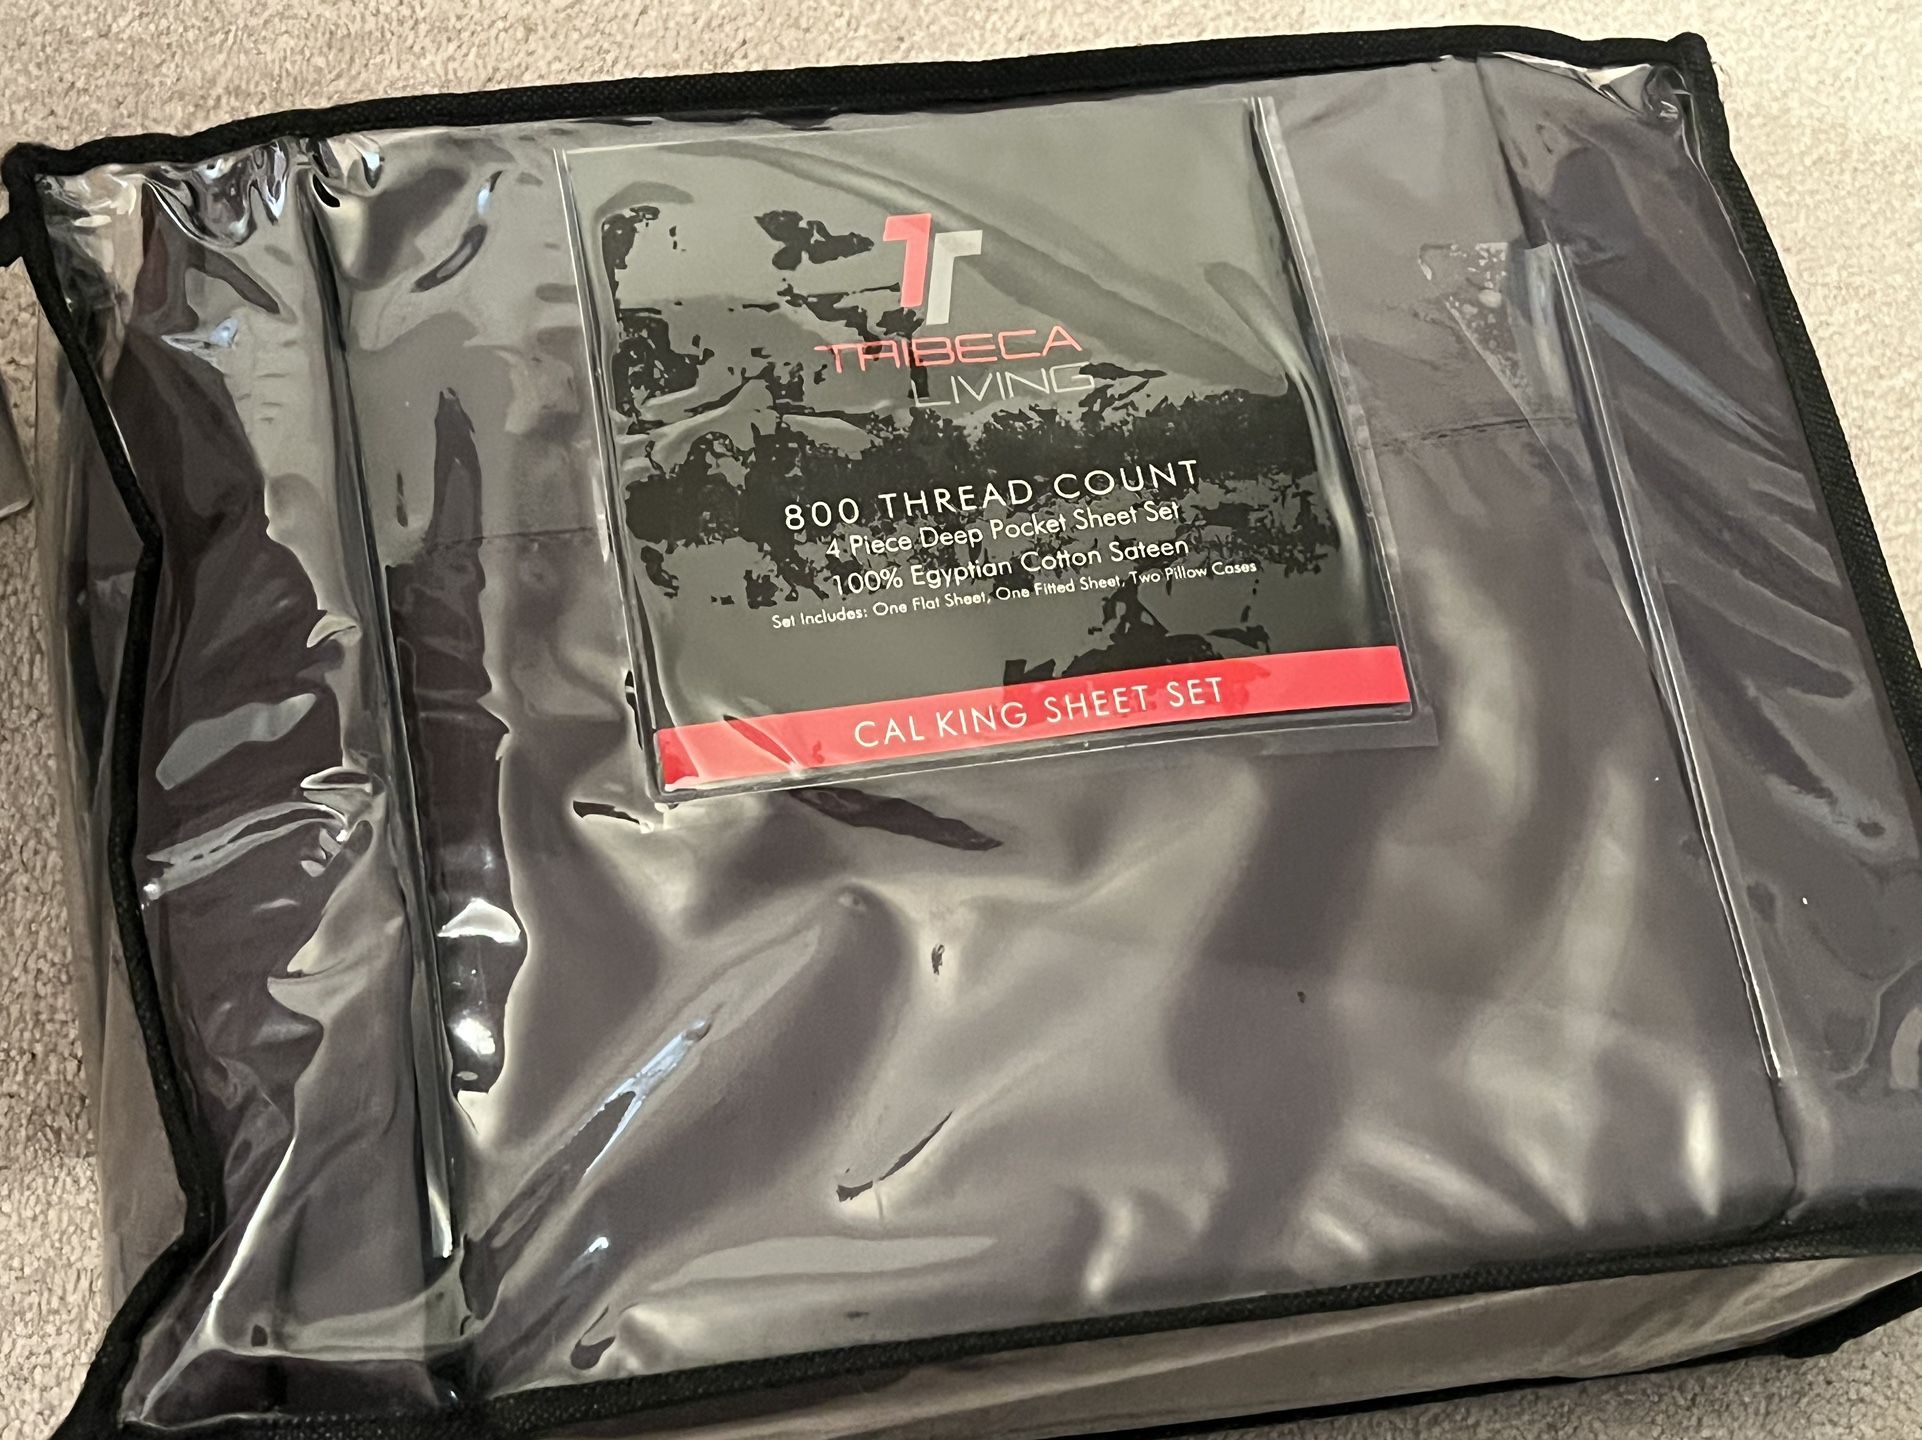 TRIBECA
LIVING
800 THREAD COUNT
4 Piece Deep Pocket Sheet Set
100% Egyptian Cotton Sateen
Set Includes: One Flat Sheet, One Fitted Sheet, Two Pillow Cases
CAL KING SHEET SET